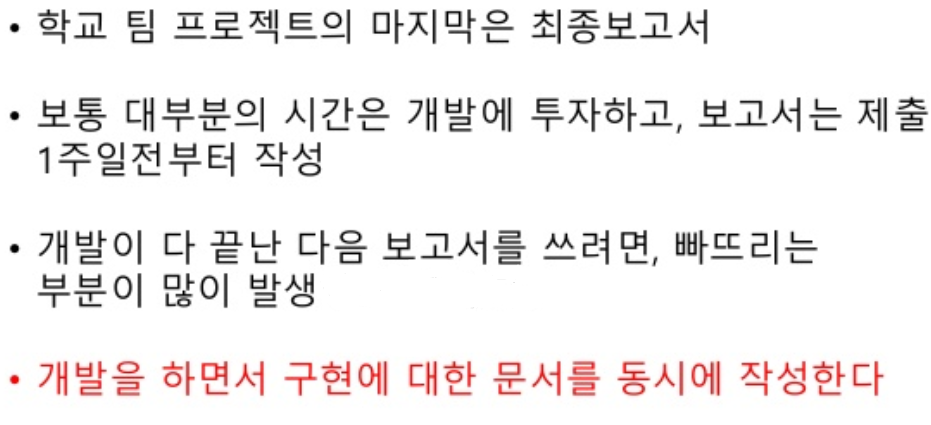 • 학교 팀 프로젝트의 마지막은 최종보고서
• 보통 대부분의 시간은 개발에 투자하고, 보고서는 제출
1주일전부터 작성
• 개발이 다 끝난 다음 보고서를 쓰려면, 빠뜨리는
부분이 많이 발생
• 개발을 하면서 구현에 대한 문서를 동시에 작성한다